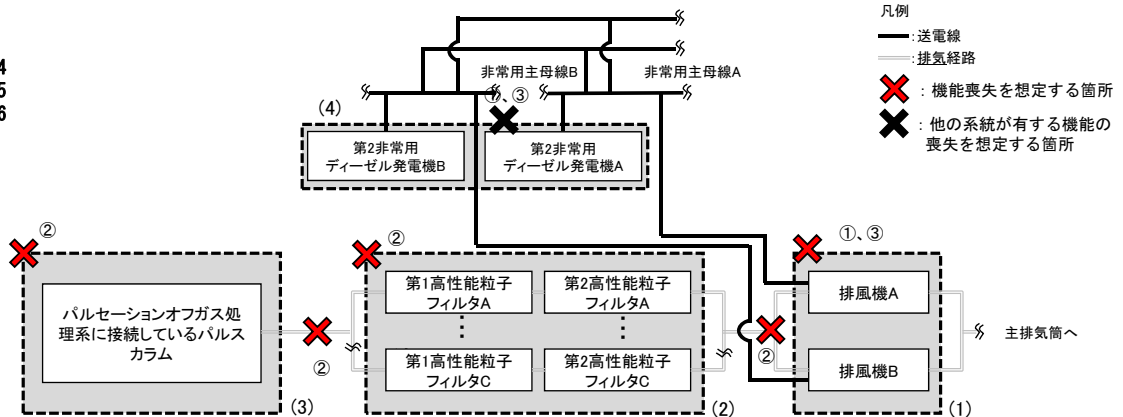 凡例
:送電線
:排気経路
:機能喪失を想定する箇所
:他の系統が有する機能の
喪失を想定する箇所
4
5
6
非常用主母線B
非常用主母線A
①、③
(4)
第2非常用
ディーゼル発電機B
第2非常用
ディーゼル発電機A
②
②
①、③
パルセーションオフガス処
理系に接続しているパルス
カラム
②
(3)
第1高性能粒子
フィルタA
第2高性能粒子
フィルタA
⋮
⋮
第1高性能粒子
フィルタC
第2高性能粒子
フィルタC
(2)
②
排風機A
排風機B
(1)
主排気筒へ